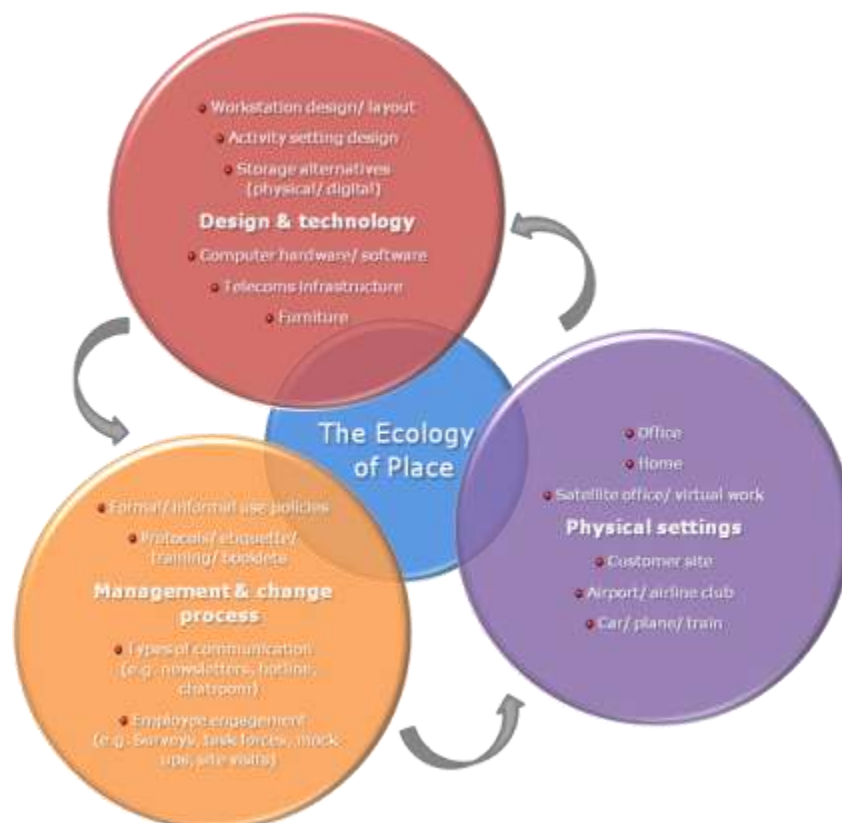 Workstation design/ layout
Activity setting design
Storage alternatives
(physical/ digital)
Design & technology
Computer hardware/ software
Telecoms infrastructure
Furniture
The Ecology
of Place
Office
Home
Satellite office/ virtual work
Physical settings
Customer site
Airport/ airline club
Car/ plane/ train
Formal/ informal use policies
Protocols/ etiquette/
training/ booklets
Management & change
process
Types of communication
(e.g. newsletters, hotline,
chatroom)
Employee engagement
(e.g. Surveys, task forces, mock
ups, site visits)